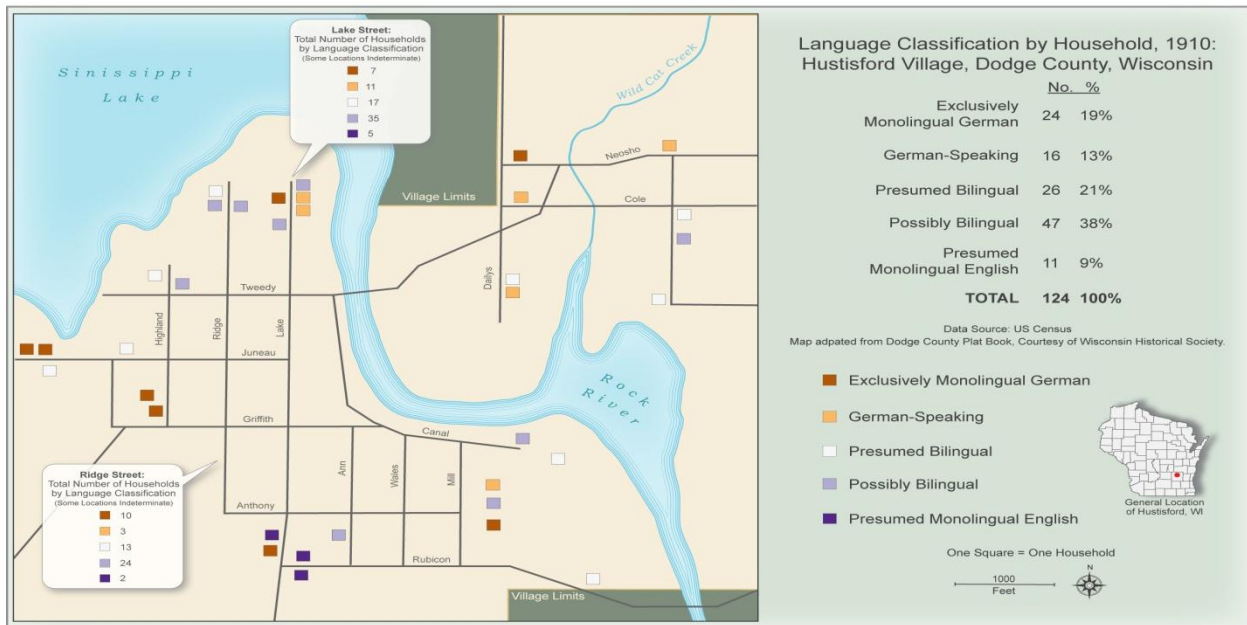 Sinissippi
Lake
Lake Street:
Total Number of Households
by Language Classification
(Some Locations Indeterminate)
7
11
17
35
5
Wild Cat Creek
Village Limits
Neosho
Cole
Dailys
Tweedy
Highland
Ridge
Lake
Juneau
Griffith
Canal
Rock
River
Ann
Wales
Mill
Anthony
Rubicon
Village Limits
Ridge Street:
Total Number of Households
by Language Classification
(Some Locations Indeterminate)
10
3
13
24
2
Language Classification by Household, 1910:
Hustisford Village, Dodge County, Wisconsin
No. %
Exclusively
Monolingual German 24 19%
German-Speaking 16 13%
Presumed Bilingual 26 21%
Possibly Bilingual 47 38%
Presumed
Monolingual English 11 9%
TOTAL 124 100%
Data Source: US Census
Map adpated from Dodge County Plat Book, Courtesy of Wisconsin Historical Society.
Exclusively Monolingual German
German-Speaking
Presumed Bilingual
Possibly Bilingual
Presumed Monolingual English
General Location
of Hustisford, WI
One Square = One Household
1000
Feet
N